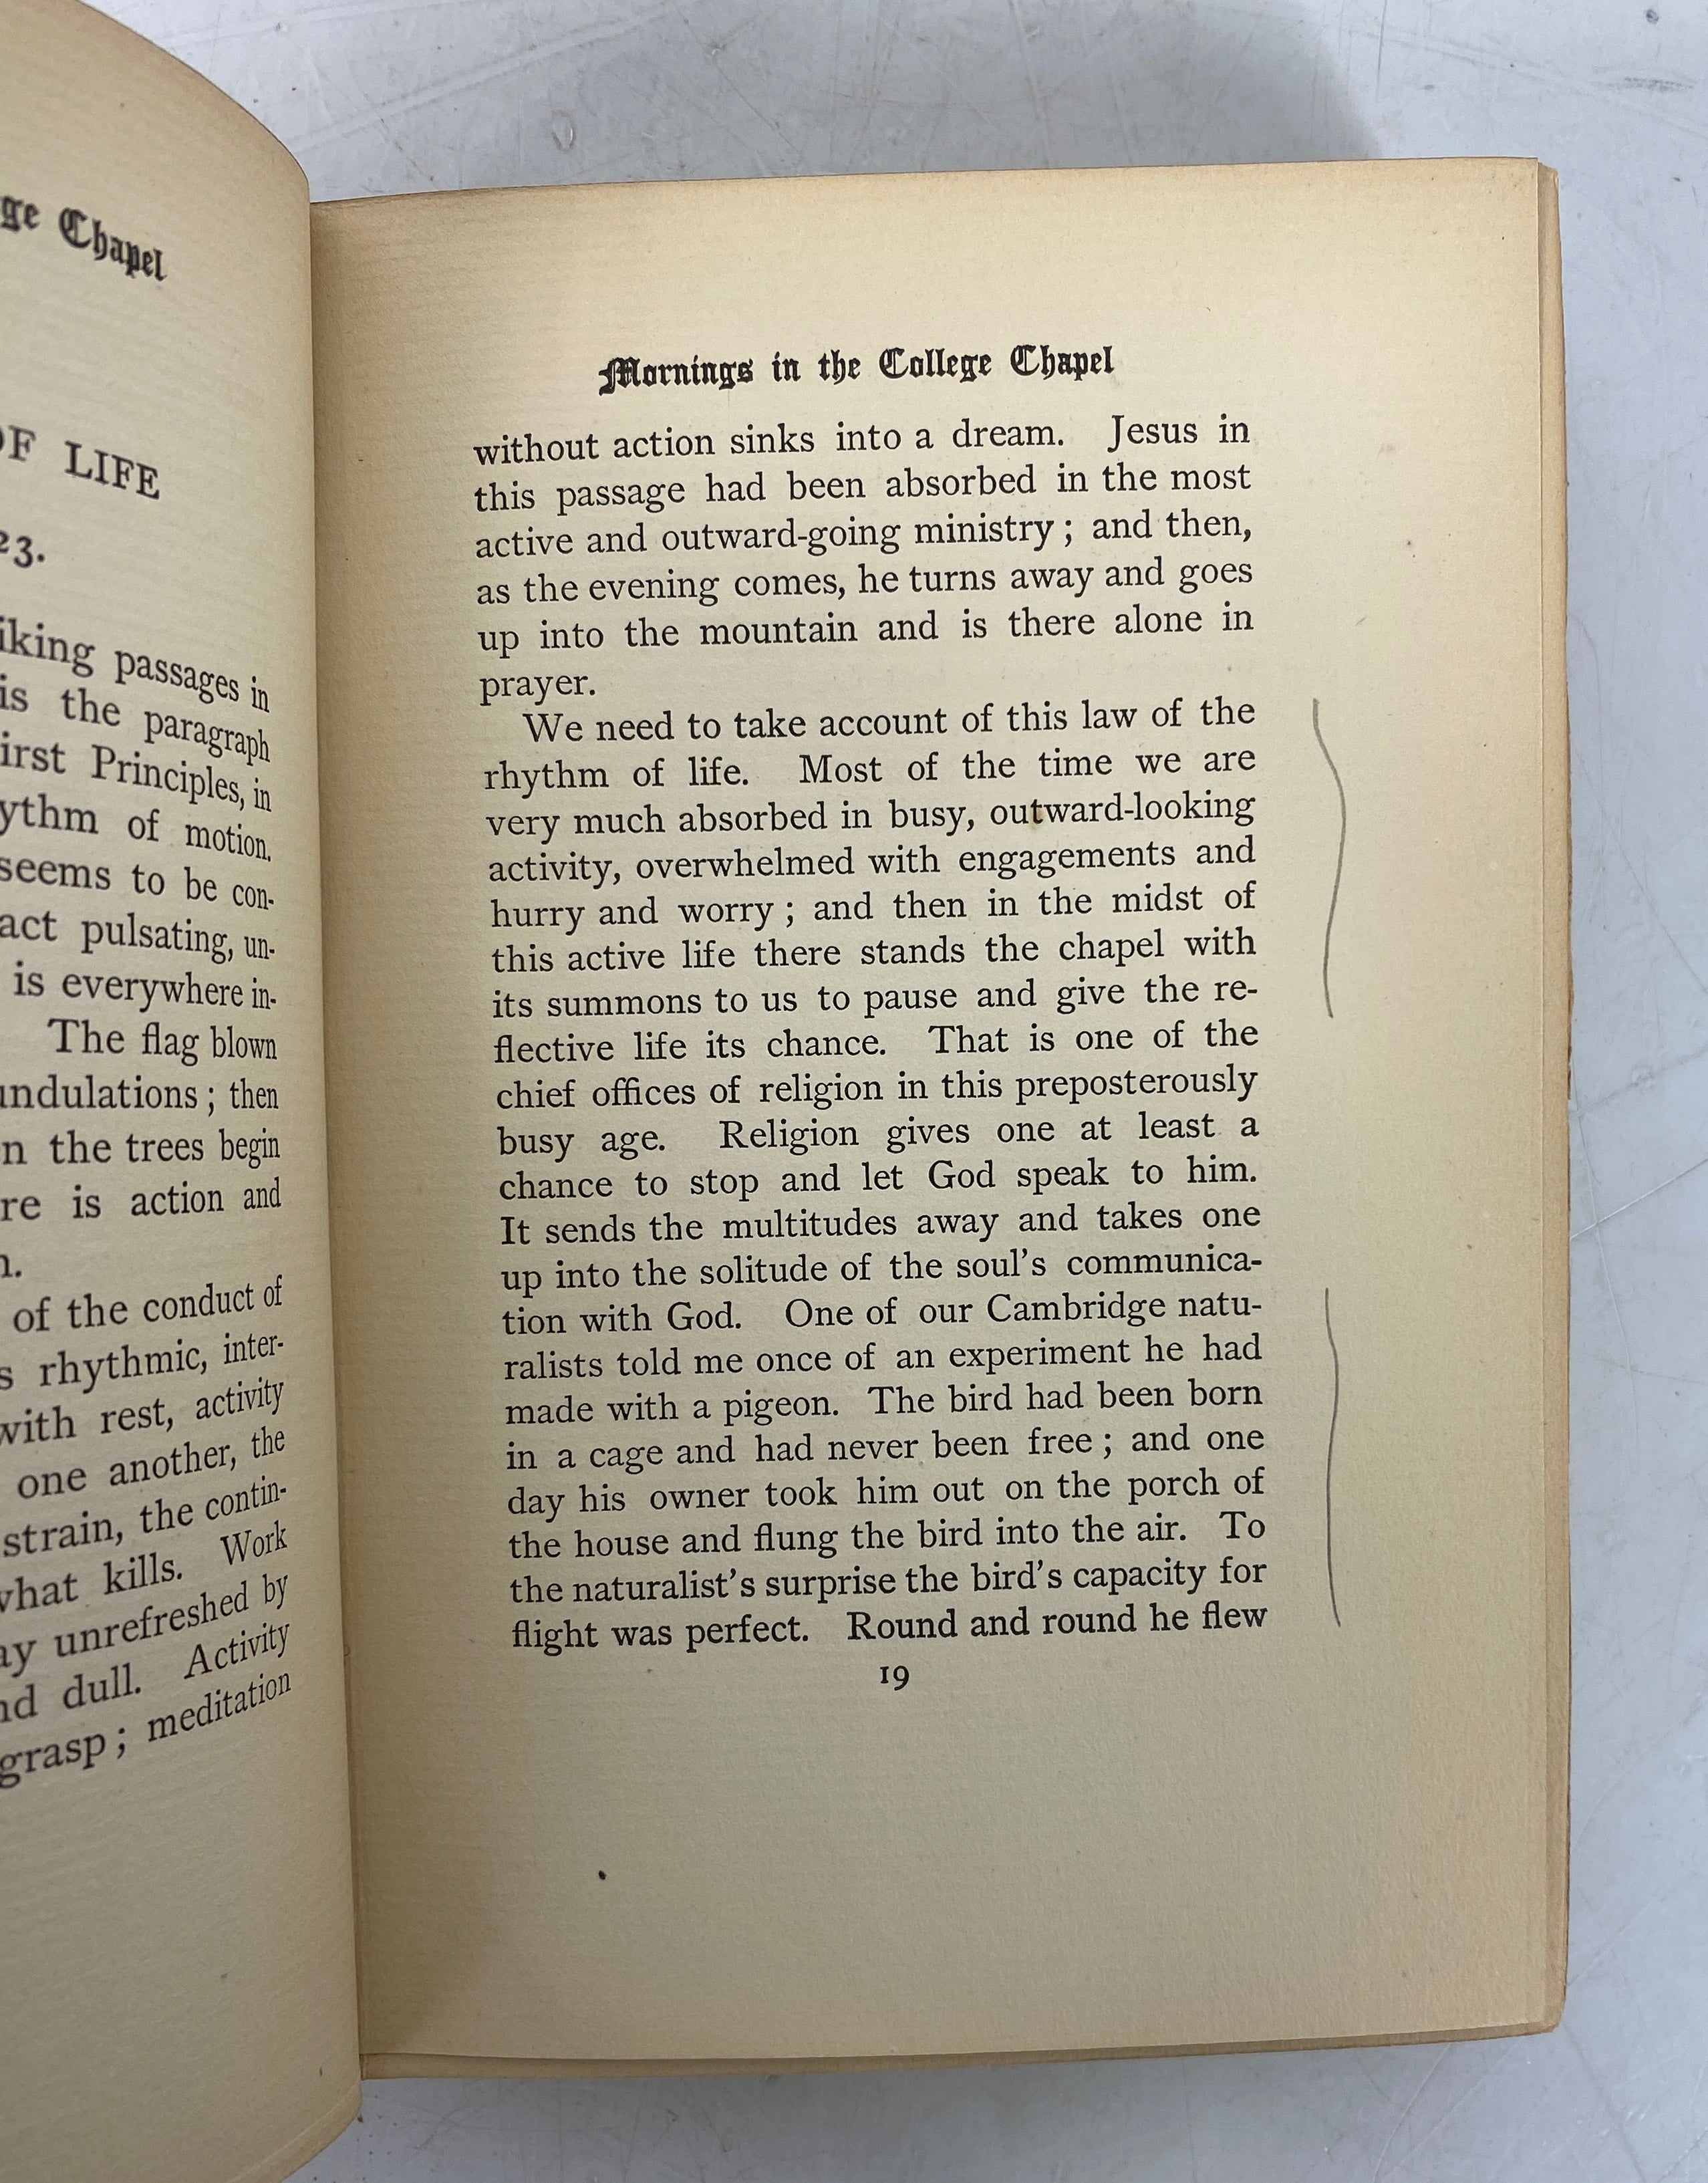 ge Chapel
OF LIFE
23.
iking passages in
is the paragraph
irst Principles, in
ythm of motion.
seems to be con-
act pulsating, un-
is everywhere in-
The flag blown
undulations; then
n the trees begin
re is action and
n.
of the conduct of
s rhythmic, inter-
with rest, activity
one another, the
strain, the contin-
what kills. Work
ay unrefreshed by
nd dull. Activity
grasp; meditation
Mornings in the College Chapel
without action sinks into a dream. Jesus in
this passage had been absorbed in the most
active and outward-going ministry; and then,
as the evening comes, he turns away and goes
up into the mountain and is there alone in
prayer.
We need to take account of this law of the
rhythm of life. Most of the time we are
very much absorbed in busy, outward-looking
activity, overwhelmed with engagements and
hurry and worry; and then in the midst of
this active life there stands the chapel with
its summons to us to pause and give the re-
flective life its chance. That is one of the
chief offices of religion in this preposterously
busy age. Religion gives one at least a
chance to stop and let God speak to him.
It sends the multitudes away and takes one
up into the solitude of the soul's communica-
tion with God. One of our Cambridge natu-
ralists told me once of an experiment he had
made with a pigeon. The bird had been born
in a cage and had never been free; and one
day his owner took him out on the porch of
the house and flung the bird into the air. To
the naturalist's surprise the bird's capacity for
flight was perfect. Round and round he flew
19